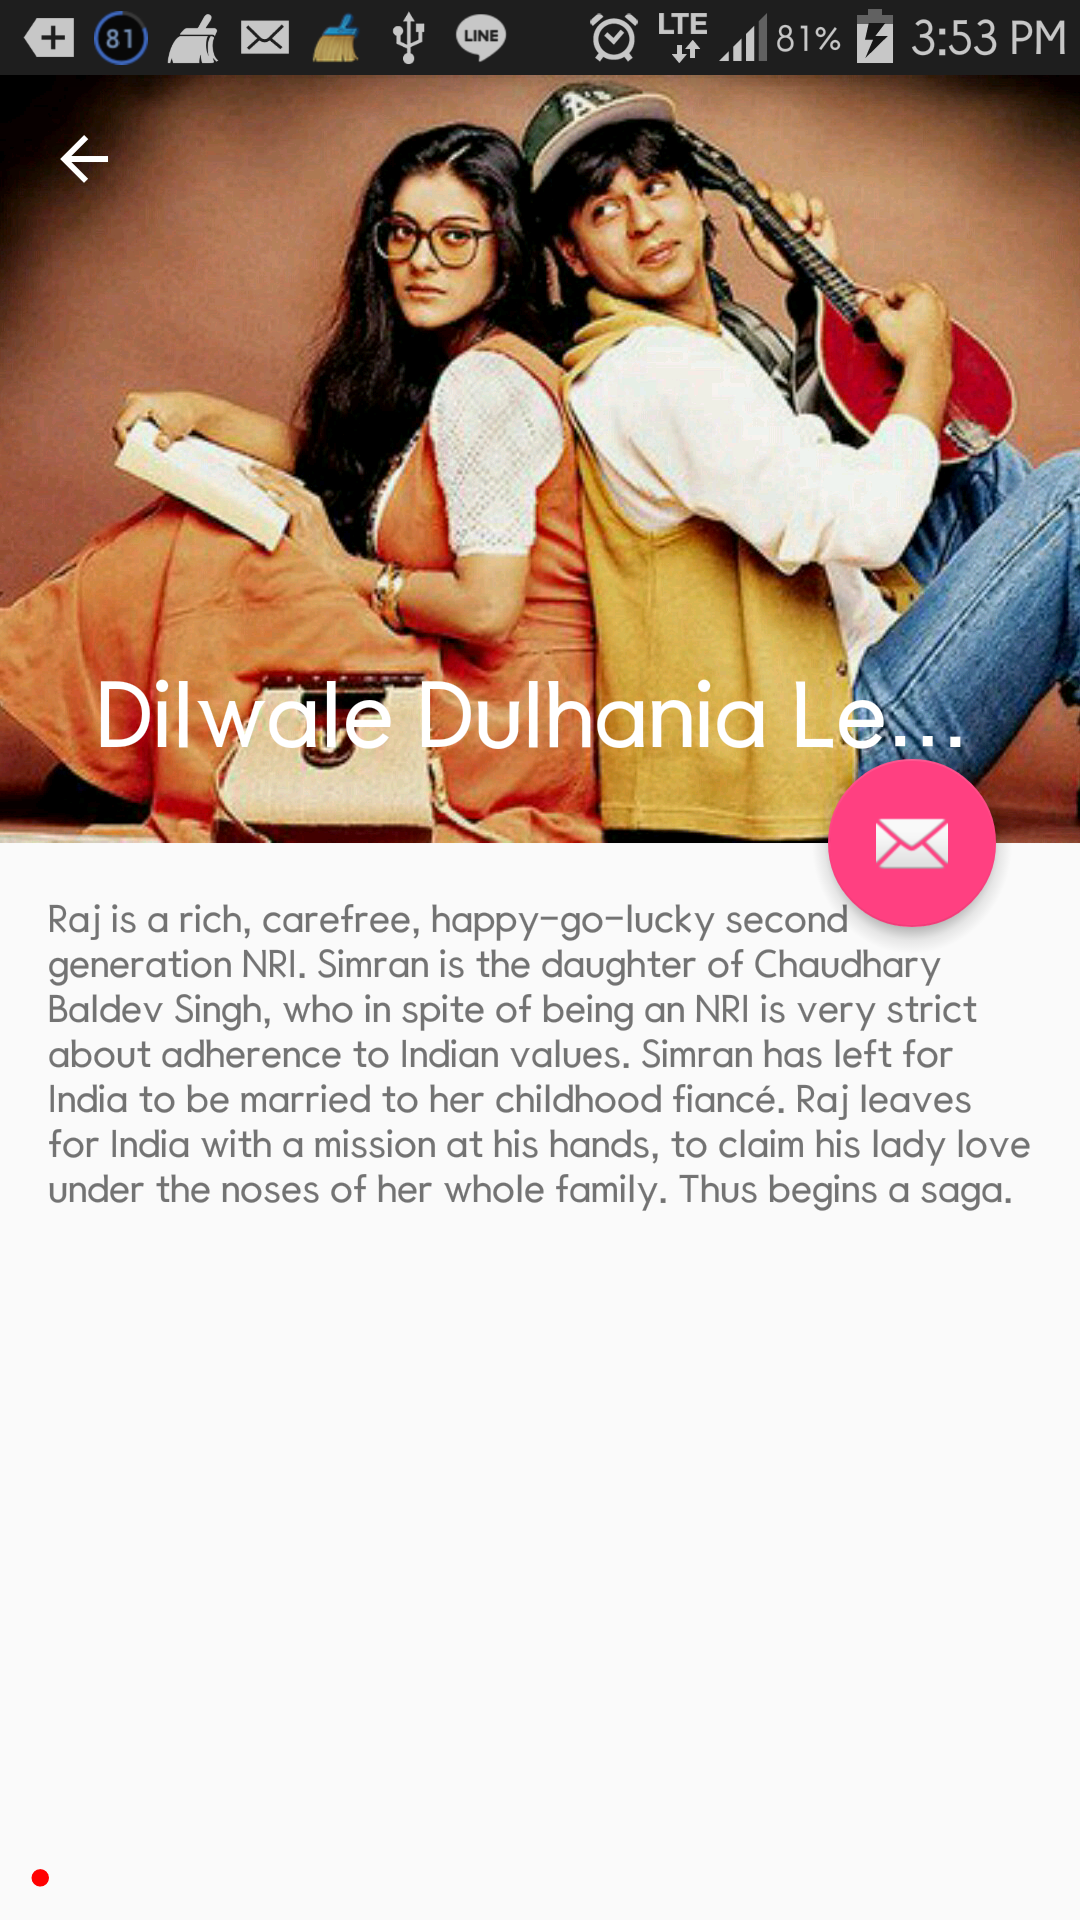 81
LINE
LTE
81%
3:53 PM
A's
Dilwale Dulhania Le...
Raj is a rich, carefree, happy-go-lucky second
generation NRI. Simran is the daughter of Chaudhary
Baldev Singh, who in spite of being an NRI is very strict
about adherence to Indian values. Simran has left for
India to be married to her childhood fiancé. Raj leaves
for India with a mission at his hands, to claim his lady love
under the noses of her whole family. Thus begins a saga.